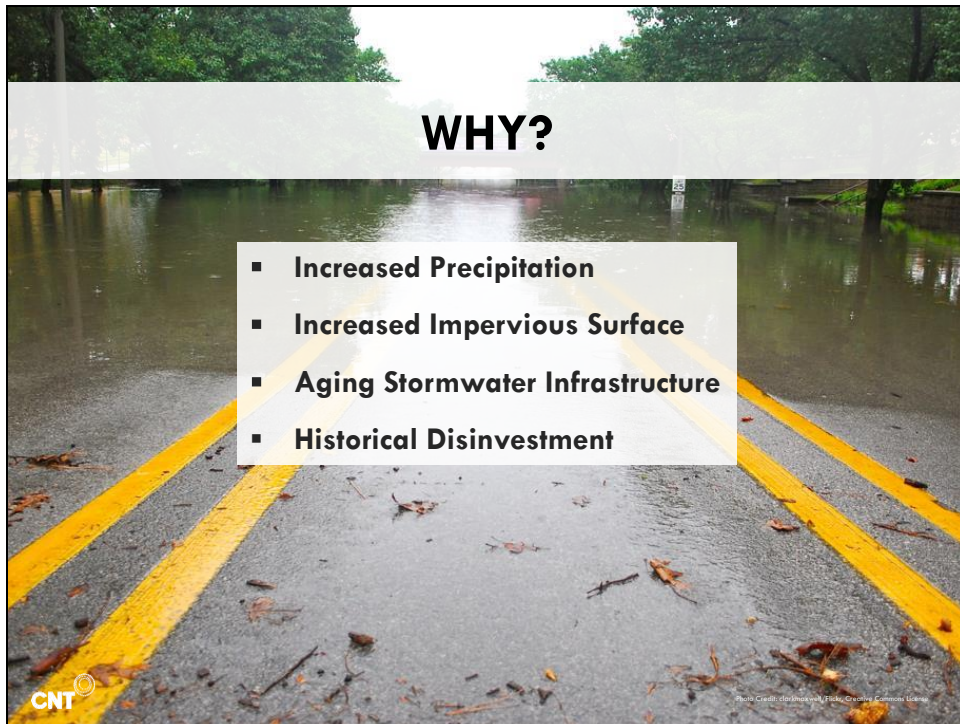 WHY?
25
▪ Increased Precipitation
▪ Increased Impervious Surface
▪ Aging Stormwater Infrastructure
▪ Historical Disinvestment
CNT
Photo Credit: clarkmaxwell, Flickr, Creative Commons License